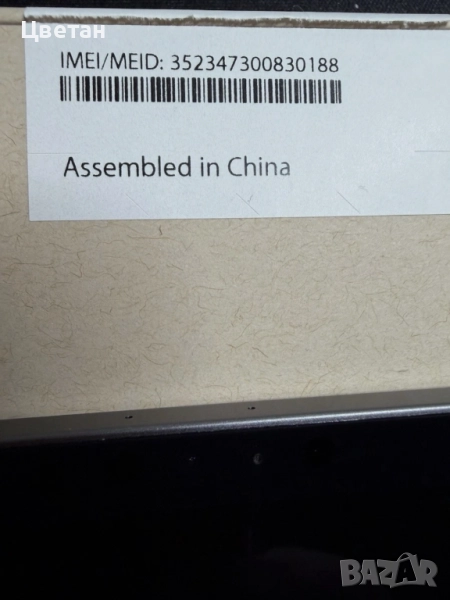 Цветан
IMEI/MEID: 352347300830188
Assembled in China
BAZAR